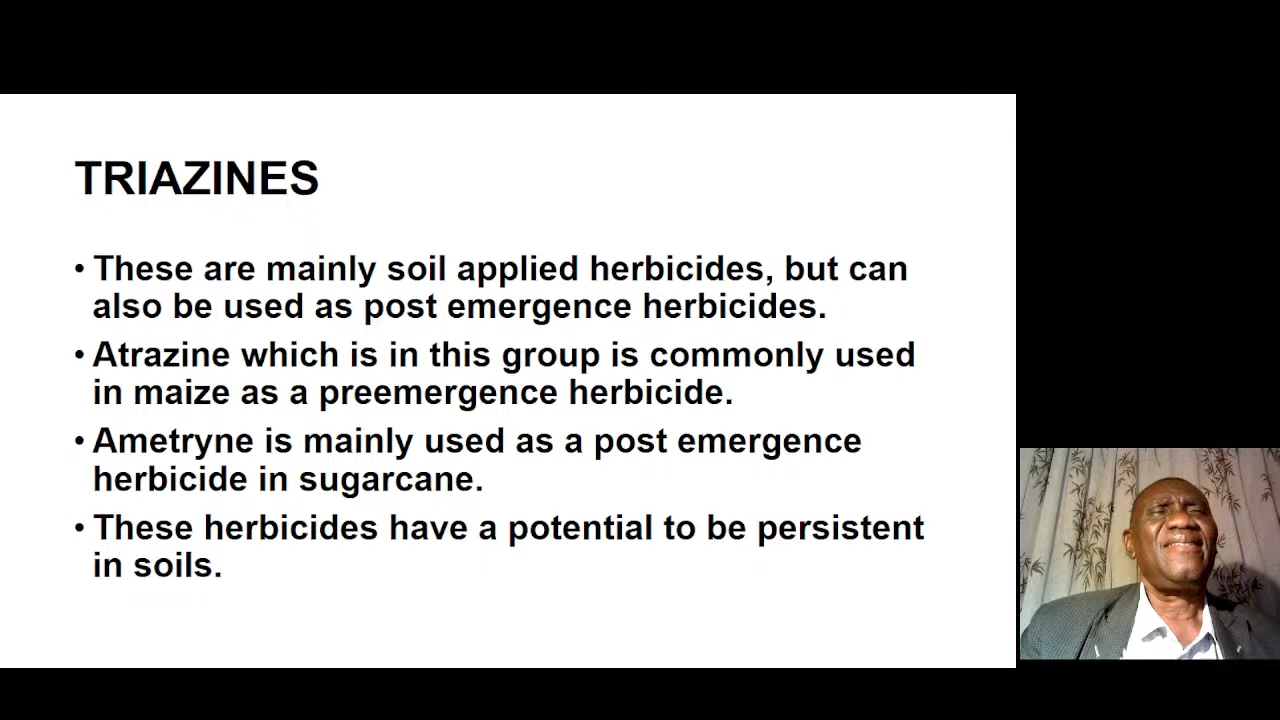 TRIAZINES
• These are mainly soil applied herbicides, but can
also be used as post emergence herbicides.
• Atrazine which is in this group is commonly used
in maize as a preemergence herbicide.
• Ametryne is mainly used as a post emergence
herbicide in sugarcane.
• These herbicides have a potential to be persistent
in soils.